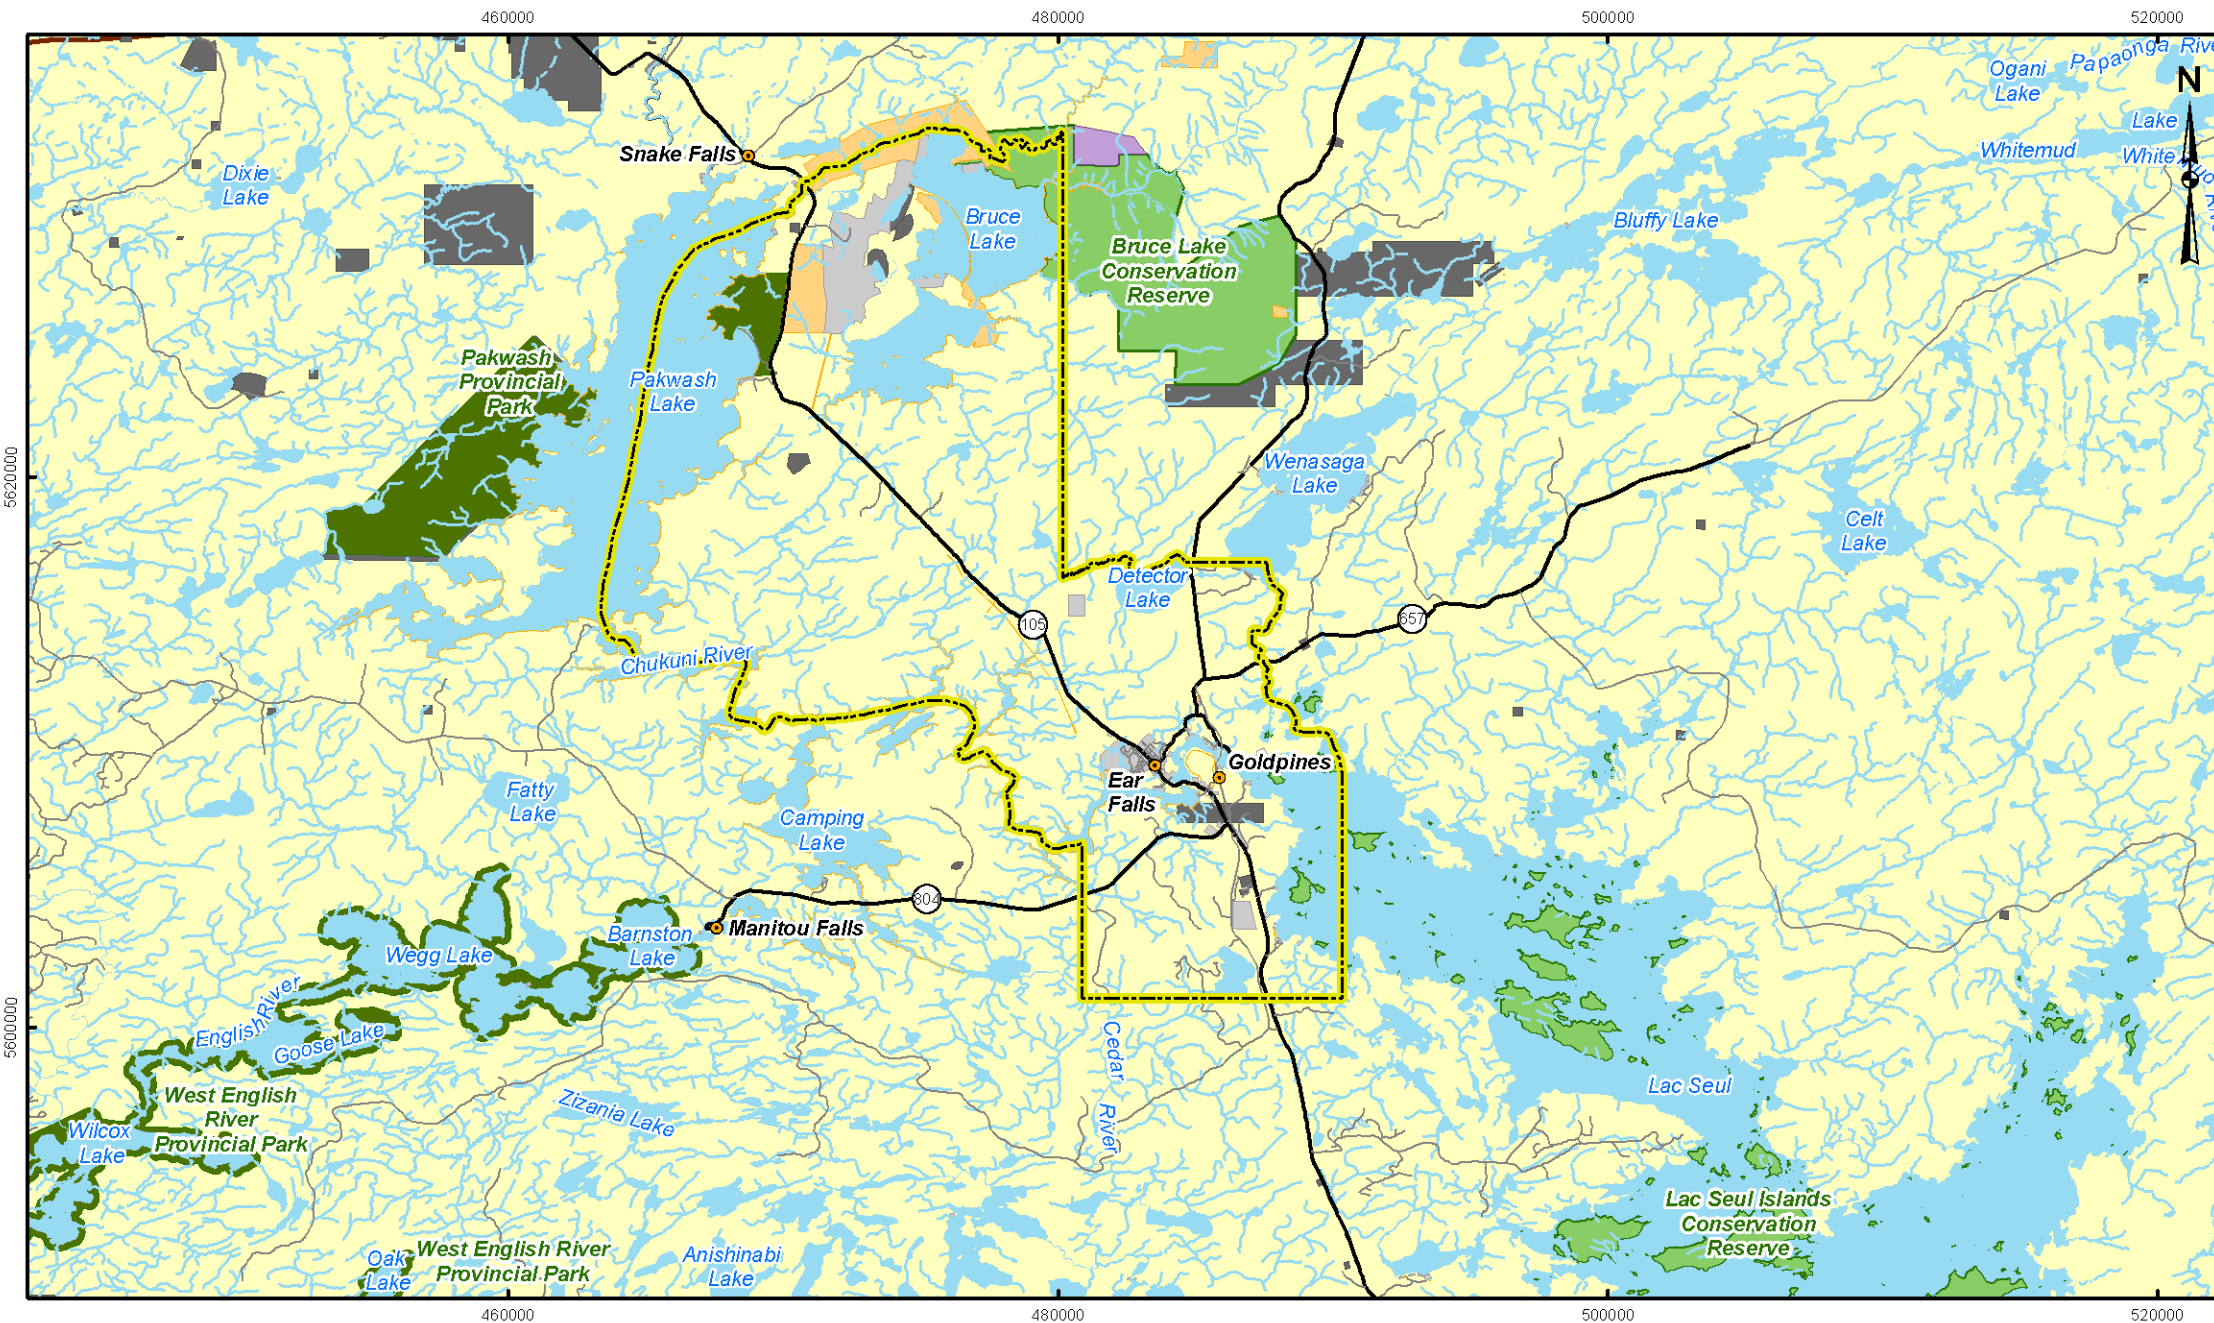 460000
480000
500000
520000
Papaonga
Ogani
Lake
N
Lake
Whitemud
Snake Falls
Dixie
Lake
Bruce
Lake
Bluffy Lake
Bruce Lake
Conservation
Reserve
Pakwash
Provincial
Park
Pakwash
Lake
5620000
Wenasaga
Lake
Celt
Lake
Detector
Lake
105
657
Chukuni River
Goldpines
Ear
Falls
Fatty
Lake
Camping
Lake
804
Manitou Falls
Barnston
Lake
Wegg Lake
English River
Goose Lake
5600000
Cedar
River
Lac Seul
West English
River
Provincial Park
Wilcox
Lake
Zizania Lake
Lac Seul Islands
Conservation
Reserve
Oak
Lake
West English River
Provincial Park
Anishinabi
Lake
460000
480000
500000
520000